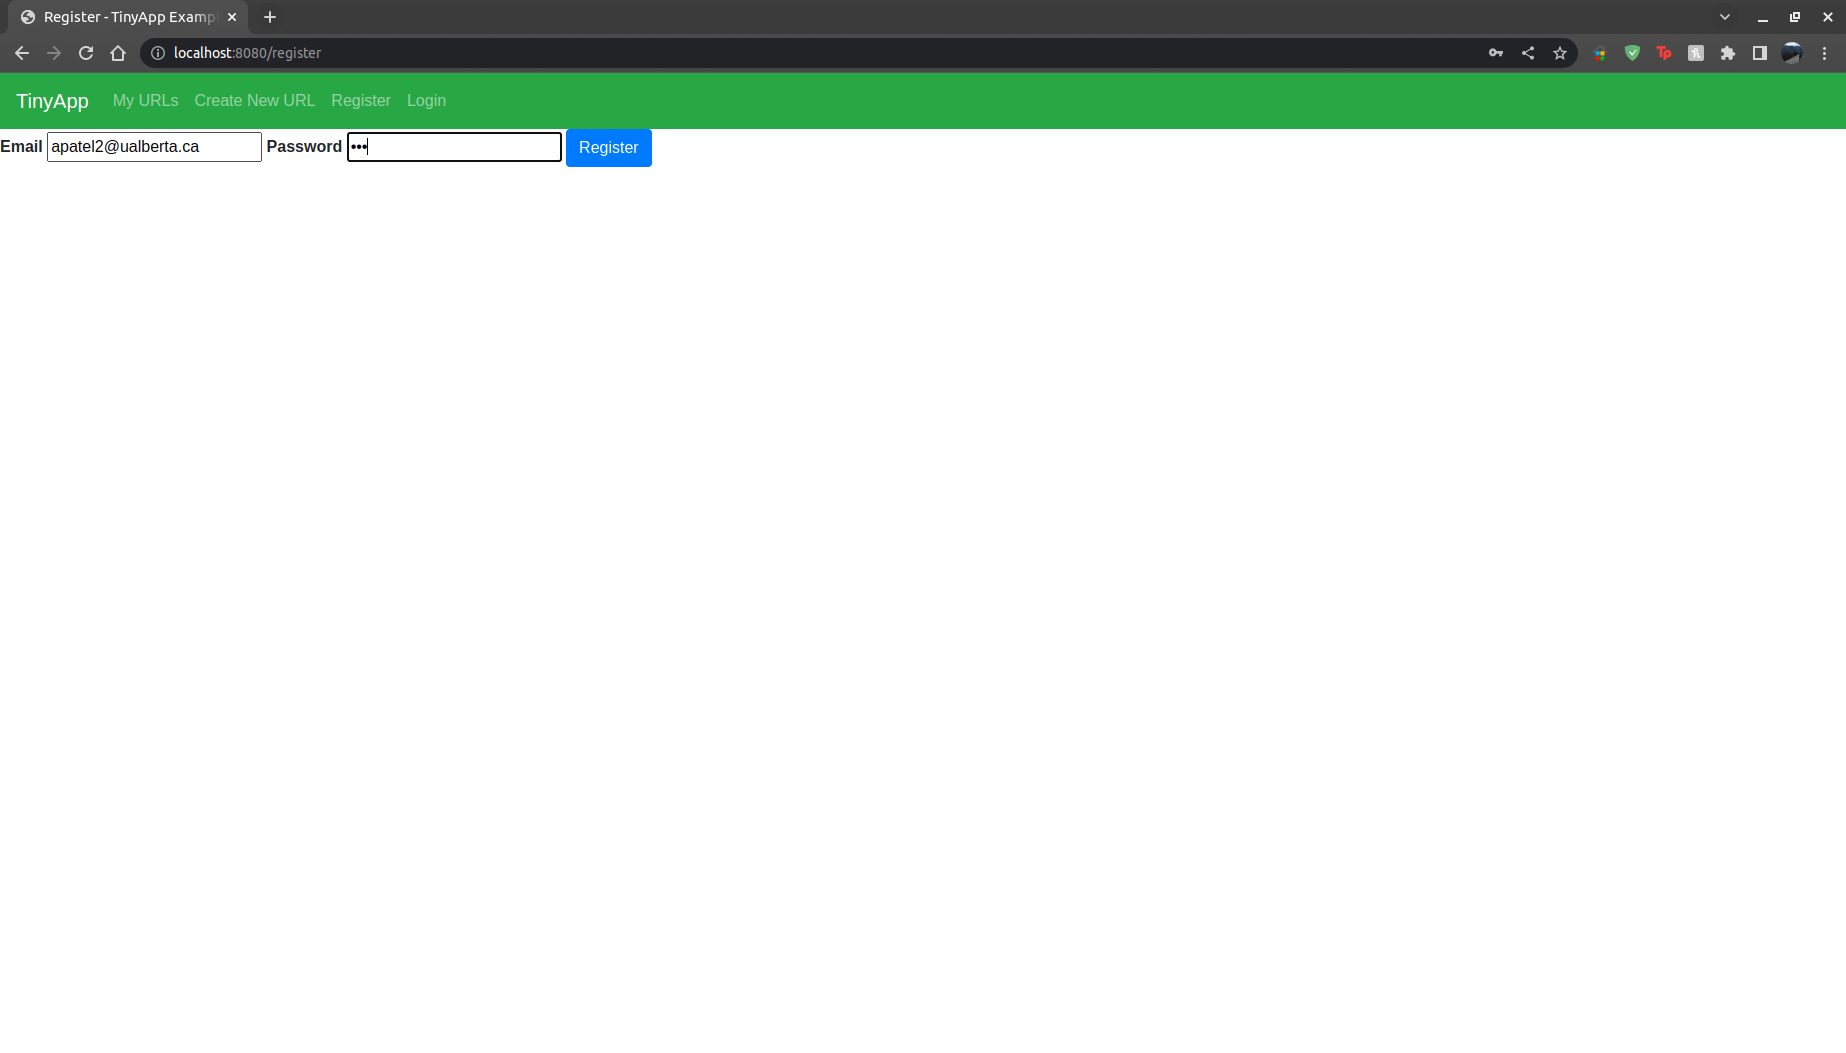 Register - TinyApp Exampl
localhost:8080/register
TinyApp My URLs Create New URL Register Login
Email apatel2@ualberta.ca Password ••• Register